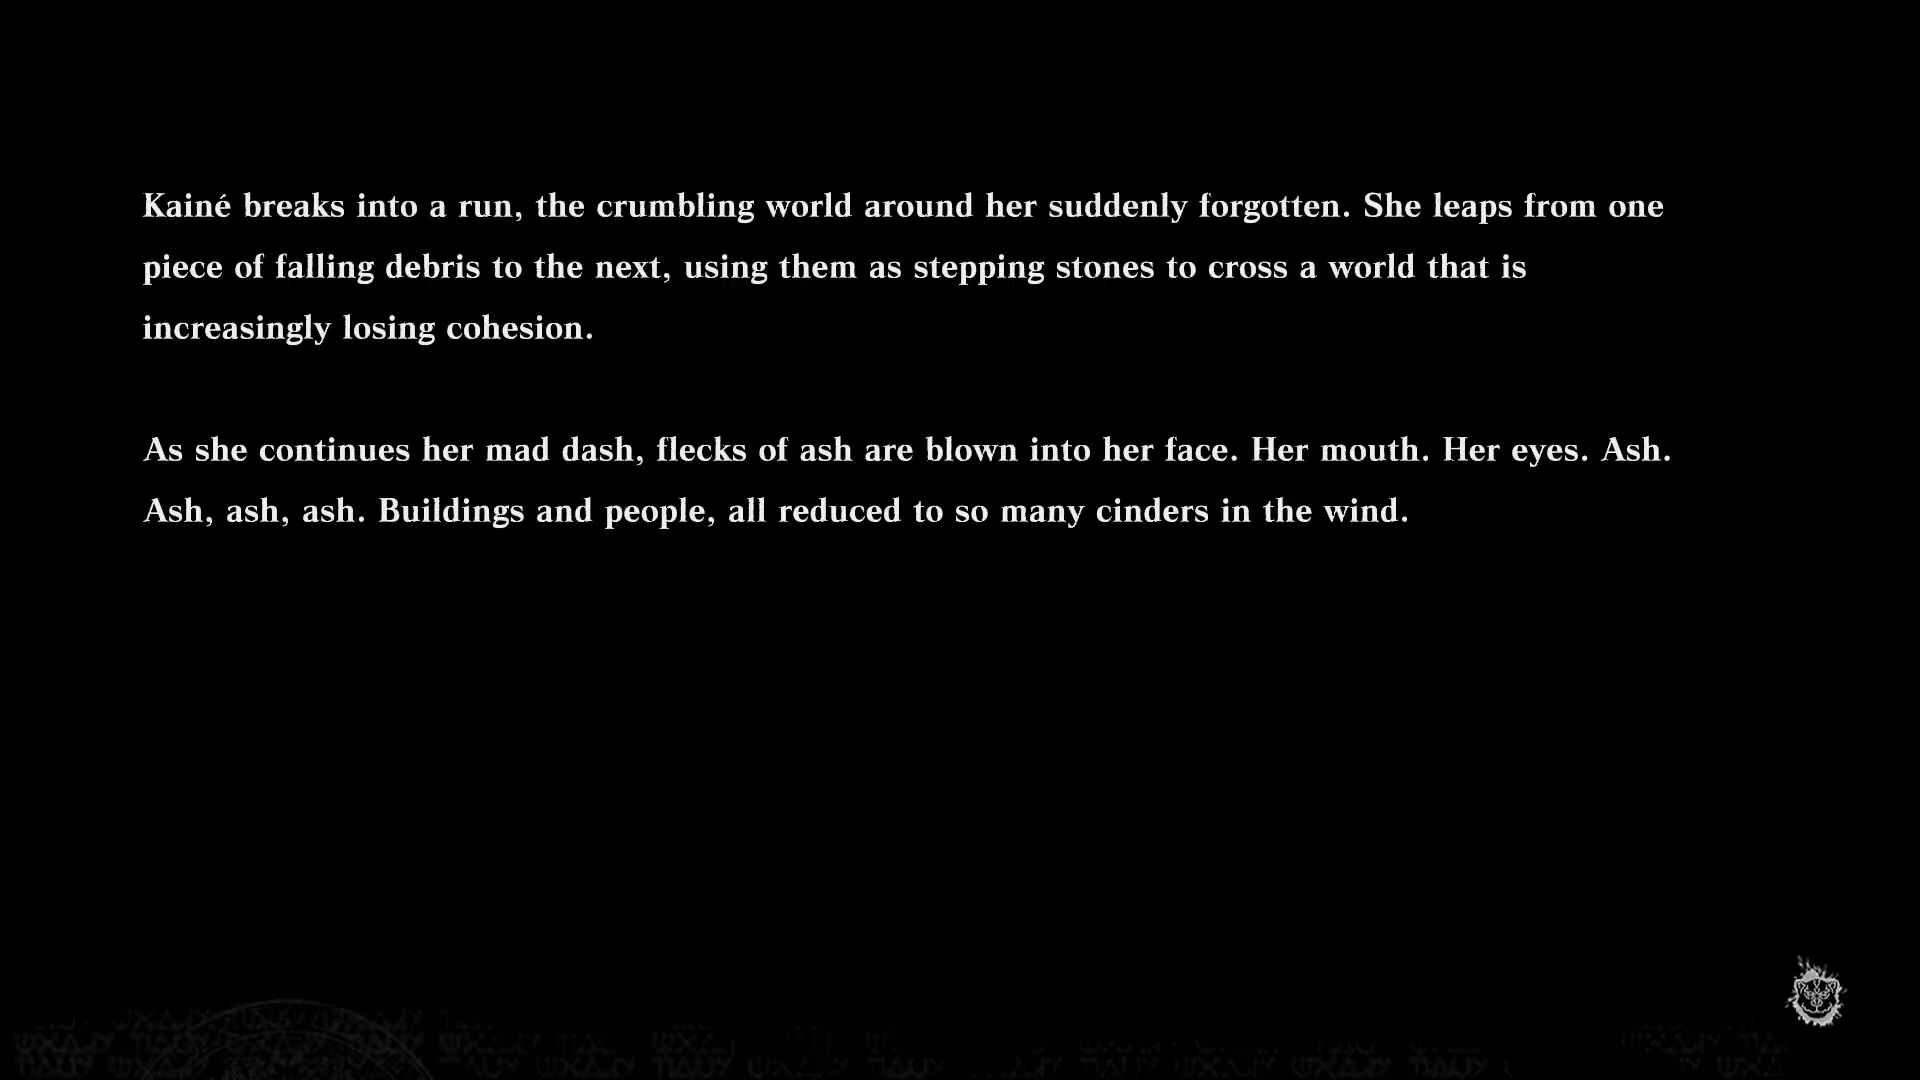 Kainé breaks into a run, the crumbling world around her suddenly forgotten. She leaps from one
piece of falling debris to the next, using them as stepping stones to cross a world that is
increasingly losing cohesion.
As she continues her mad dash, flecks of ash are blown into her face. Her mouth. Her eyes. Ash.
Ash, ash, ash. Buildings and people, all reduced to so many cinders in the wind.